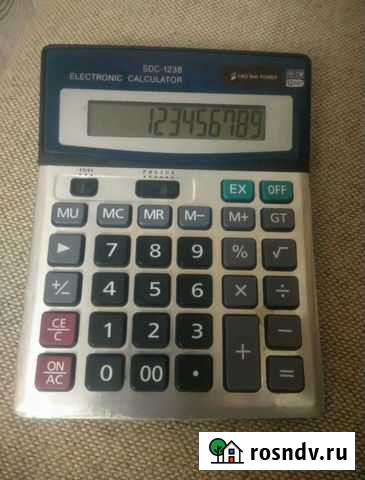 SDC-1238
ELECTRONIC CALCULATOR
TWO WAY POWER
123456789
EX OFF
MU MC MR M- M+ GT
► 7 8 9 % √
+/− 4 5 6 × ÷
CE/C 1 2 3 −
ON/AC 0 00 • + =
rosndv.ru